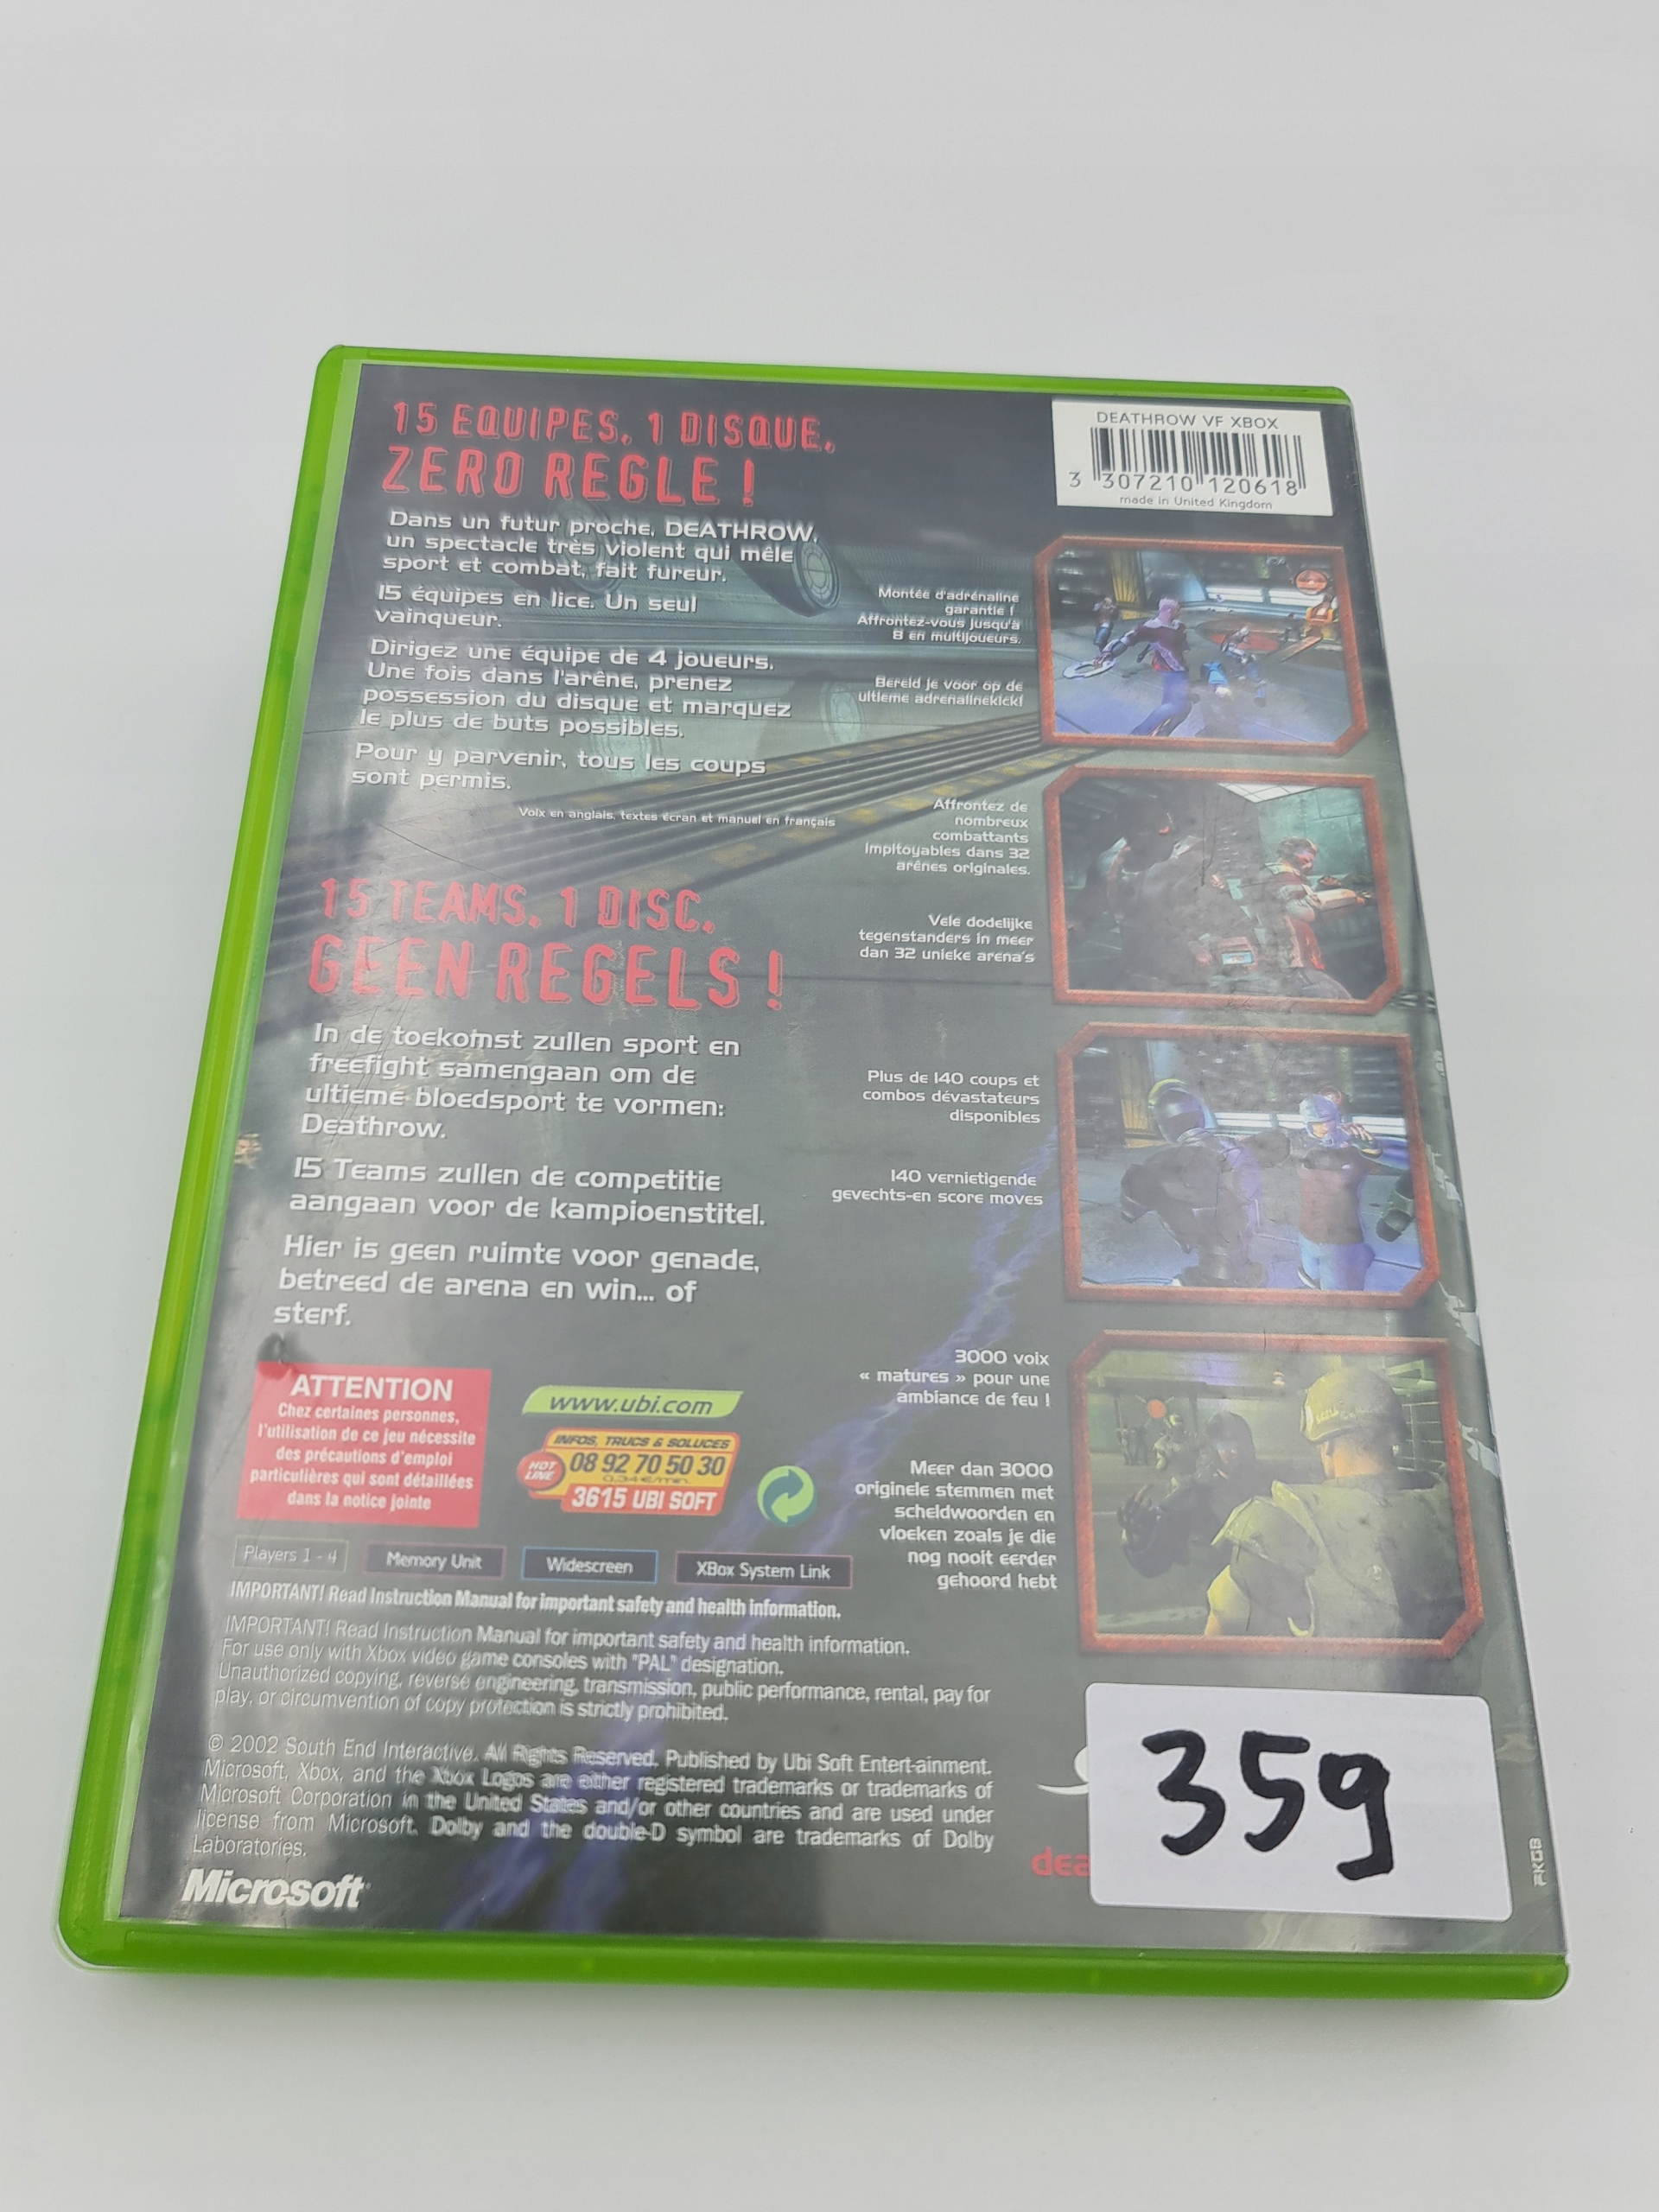 15 EQUIPES, 1 DISQUE,
ZERO REGLE !
Dans un futur proche, DEATHROW,
un spectacle très violent qui mêle
sport et combat, fait fureur.
15 équipes en lice. Un seul
vainqueur.
Dirigez une équipe de 4 joueurs.
Une fois dans l'arêne, prenez
possession du disque et marquez
le plus de buts possibles.
Pour y parvenir, tous les coups
sont permis.
Voix en anglais, textes écran et manuel en français
15 TEAMS, 1 DISC,
GEEN REGELS !
In de toekomst zullen sport en
freefight samengaan om de
ultieme bloedsport te vormen:
Deathrow.
15 Teams zullen de competitie
aangaan voor de kampioenstitel.
Hier is geen ruimte voor genade,
betreed de arena en win... of
sterf.
DEATHROW VF XBOX
3 307210 120618
made in United Kingdom
Montée d'adrénaline
garantie !
Affrontez-vous jusqu'à
8 en multijoueurs.
Bereid je voor op de
ultieme adrenalinekick!
Affrontez de
nombreux
combattants
impitoyables dans 32
arênes originales.
Vele dodelijke
tegenstanders in meer
dan 32 unieke arena's
Plus de 140 coups et
combos dévastateurs
disponibles
140 vernietigende
gevechts-en score moves
3000 voix
« matures » pour une
ambiance de feu !
Meer dan 3000
originele stemmen met
scheldwoorden en
vloeken zoals je die
nog nooit eerder
gehoord hebt
ATTENTION
Chez certaines personnes,
l'utilisation de ce jeu nécessite
des précautions d'emploi
particulières qui sont détaillées
dans la notice jointe
www.ubi.com
INFOS, TRUCS & SOLUCES
HOT LINE
08 92 70 50 30
0,34€/min.
3615 UBI SOFT
Players 1 - 4
Memory Unit
Widescreen
XBox System Link
IMPORTANT! Read Instruction Manual for important safety and health information.
IMPORTANT! Read Instruction Manual for important safety and health information.
For use only with Xbox video game consoles with "PAL" designation.
Unauthorized copying, reverse engineering, transmission, public performance, rental, pay for
play, or circumvention of copy protection is strictly prohibited.
© 2002 South End Interactive. All Rights Reserved. Published by Ubi Soft Entert-ainment.
Microsoft, Xbox, and the Xbox Logos are either registered trademarks or trademarks of
Microsoft Corporation in the United States and/or other countries and are used under
license from Microsoft. Dolby and the double-D symbol are trademarks of Dolby
Laboratories.
Microsoft
dea
359